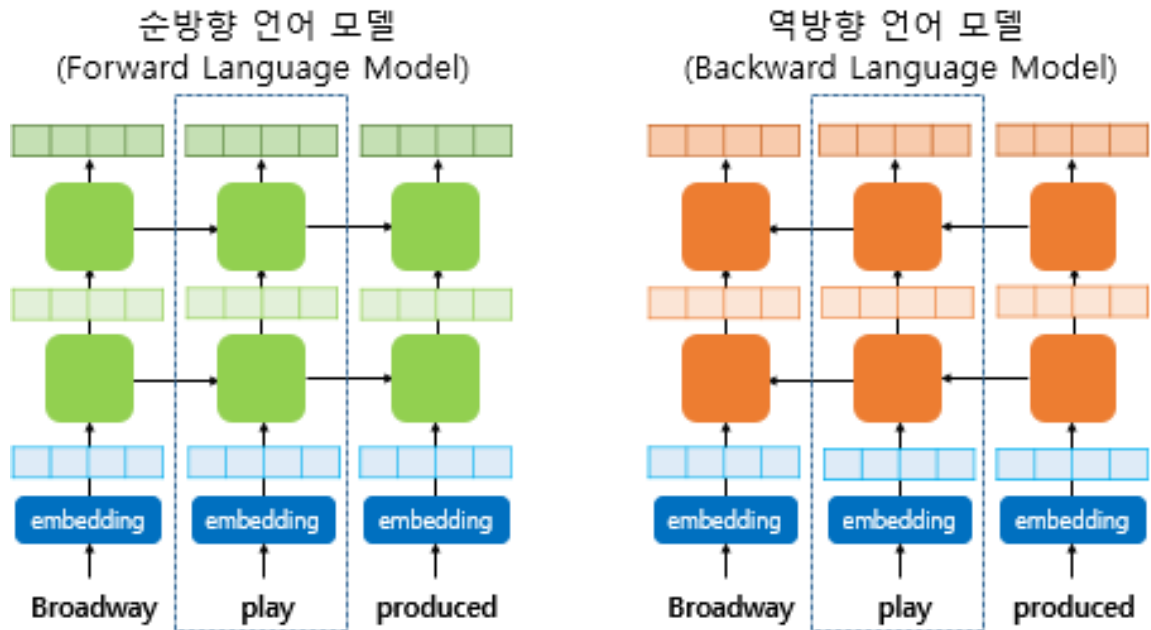 순방향 언어 모델
(Forward Language Model)
역방향 언어 모델
(Backward Language Model)
embedding embedding embedding
embedding embedding embedding
Broadway play produced
Broadway play produced